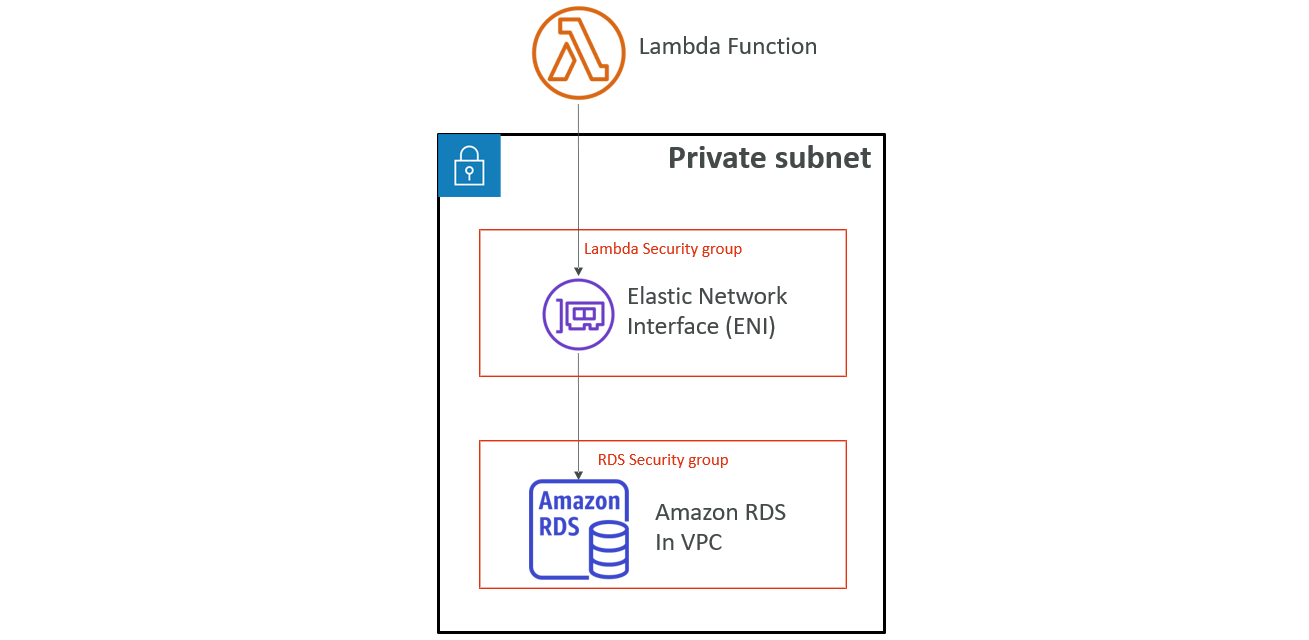 Lambda Function
Private subnet
Lambda Security group
Elastic Network
Interface (ENI)
RDS Security group
Amazon
RDS
Amazon RDS
In VPC